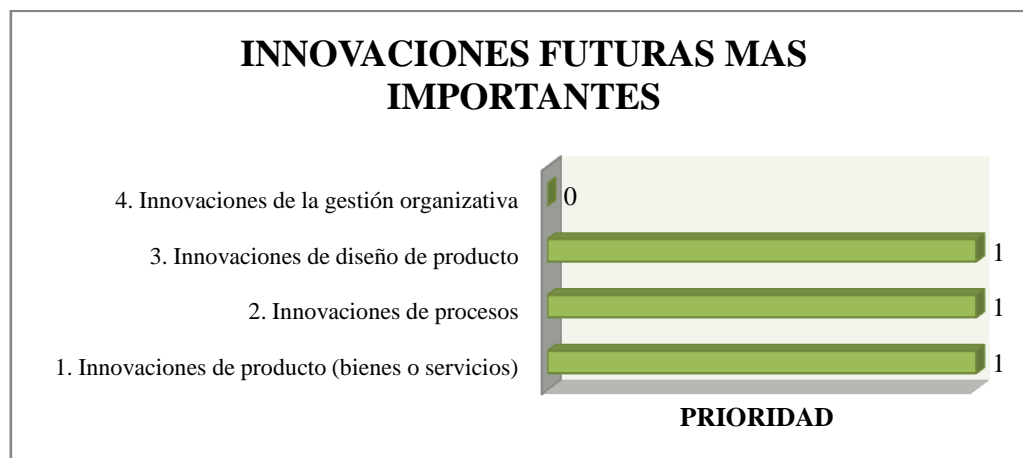 INNOVACIONES FUTURAS MAS
IMPORTANTES
4. Innovaciones de la gestión organizativa
0
3. Innovaciones de diseño de producto
1
2. Innovaciones de procesos
1
1. Innovaciones de producto (bienes o servicios)
1
PRIORIDAD